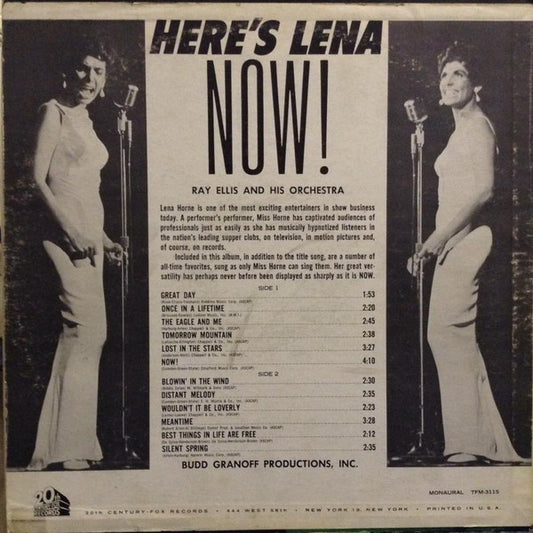 HERE'S LENA
NOW!
RAY ELLIS AND HIS ORCHESTRA
Lena Horne is one of the most exciting entertainers in show business
today. A performer's performer, Miss Horne has captivated audiences of
professionals just as easily as she has musically hypnotized listeners in
the nation's leading supper clubs, on television, in motion pictures and,
of course, on records.
Included in this album, in addition to the title song, are a number of
all-time favorites, sung as only Miss Horne can sing them. Her great ver-
satility has perhaps never before been displayed as sharply as it is NOW.
SIDE 1
GREAT DAY 1:53
ONCE IN A LIFETIME 2:20
THE EAGLE AND ME 2:45
TOMORROW MOUNTAIN 2:38
LOST IN THE STARS 3:27
NOW! 4:10
SIDE 2
BLOWIN' IN THE WIND 2:30
DISTANT MELODY 2:35
WOULDN'T IT BE LOVERLY 2:23
MEANTIME 3:28
BEST THINGS IN LIFE ARE FREE 2:12
SILENT SPRING 2:35
BUDD GRANOFF PRODUCTIONS, INC.
MONAURAL TFM-3115
20th CENTURY-FOX RECORDS • 444 WEST 56th • NEW YORK 19, NEW YORK • PRINTED IN U.S.A.